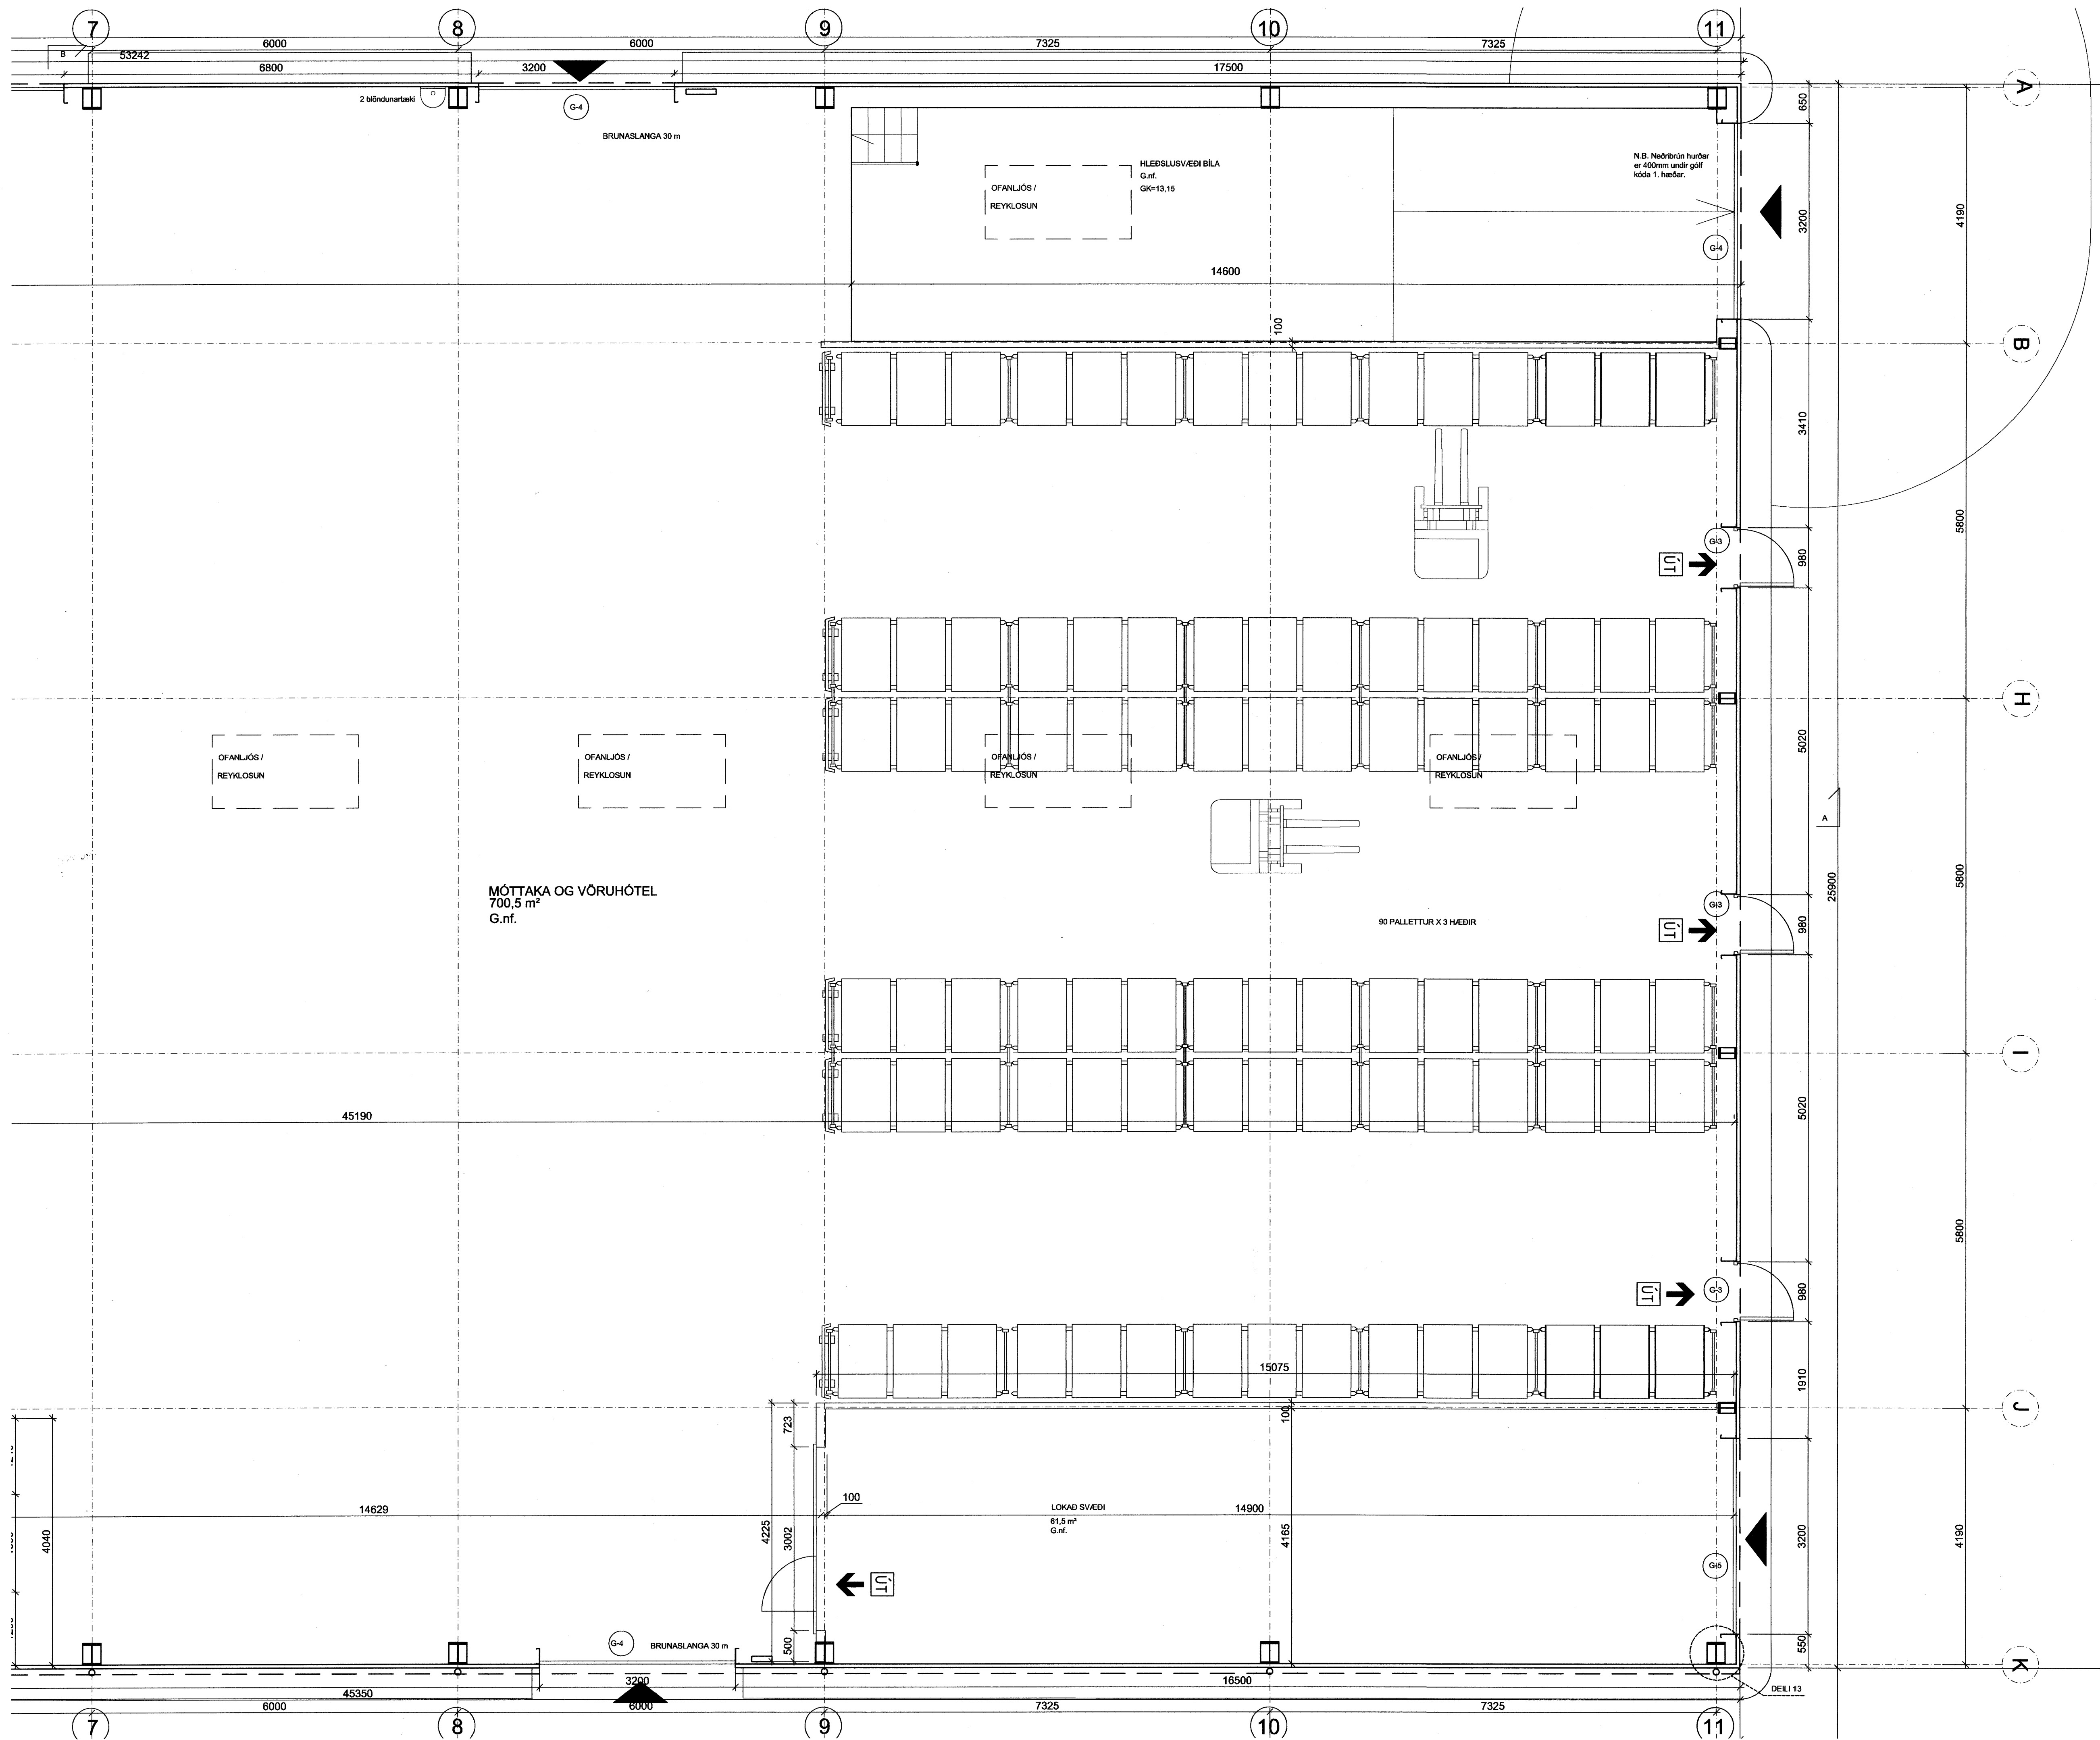 7
8
9
10
11
6000
6000
7325
7325
B
53242
6800
3200
17500
A
2 blöndunartæki
G-4
BRUNASLANGA 30 m
650
HLEÐSLUSVÆÐI BÍLA
G.nf.
GK=13,15
OFANLJÓS /
REYKLOSUN
N.B. Neðribrún hurðar
er 400mm undir gólf
kóda 1. hæðar.
3200
4190
G-4
14600
100
B
3410
5800
G-3
ÚT
980
H
5020
OFANLJÓS /
REYKLOSUN
OFANLJÓS /
REYKLOSUN
OFANLJÓS /
REYKLOSUN
OFANLJÓS /
REYKLOSUN
A
25900
5800
MÓTTAKA OG VÖRUHÓTEL
700,5 m²
G.nf.
90 PALLETTUR X 3 HÆÐIR
G-3
ÚT
980
I
45190
5020
5800
G-3
ÚT
980
15075
1910
100
J
723
14629
100
LOKAÐ SVÆÐI
61,5 m²
G.nf.
14900
4040
4225
3002
4165
3200
4190
G-5
ÚT
G-4
BRUNASLANGA 30 m
500
550
K
45350
3200
16500
DEILI 13
6000
6000
7325
7325
7
8
9
10
11